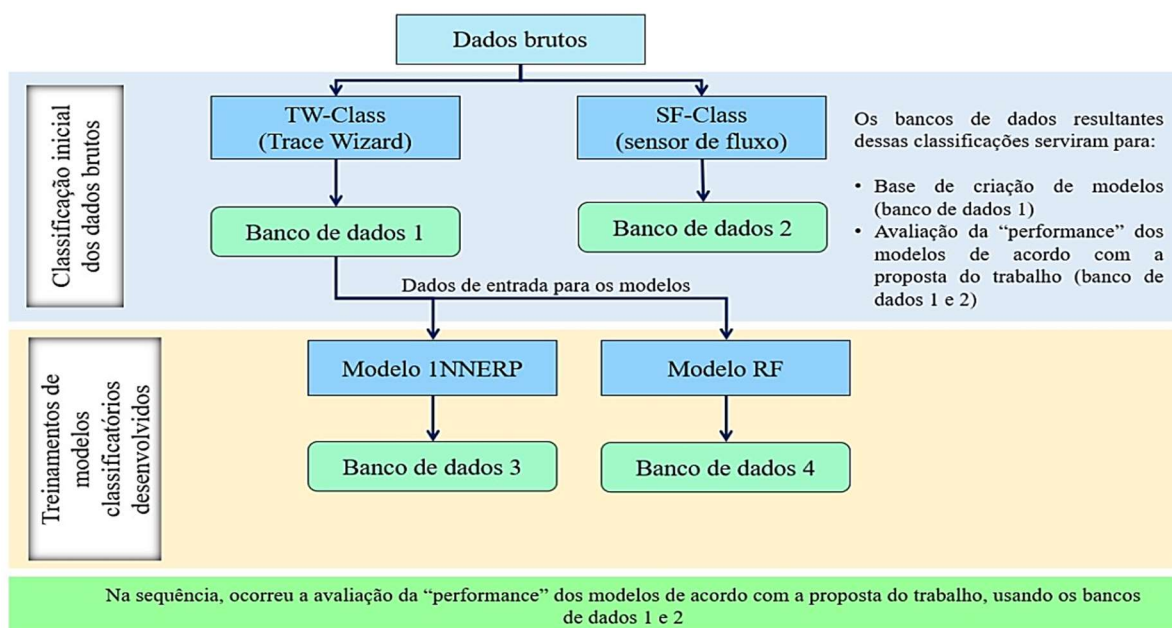 Dados brutos
Classificação inicial
dos dados brutos
TW-Class
(Trace Wizard)
SF-Class
(sensor de fluxo)
Banco de dados 1
Banco de dados 2
Os bancos de dados resultantes
dessas classificações serviram para:
• Base de criação de modelos
(banco de dados 1)
• Avaliação da “performance” dos
modelos de acordo com a
proposta do trabalho (banco de
dados 1 e 2)
Dados de entrada para os modelos
Treinamentos de
modelos
classificatórios
desenvolvidos
Modelo 1NNERP
Modelo RF
Banco de dados 3
Banco de dados 4
Na sequência, ocorreu a avaliação da “performance” dos modelos de acordo com a proposta do trabalho, usando os bancos
de dados 1 e 2